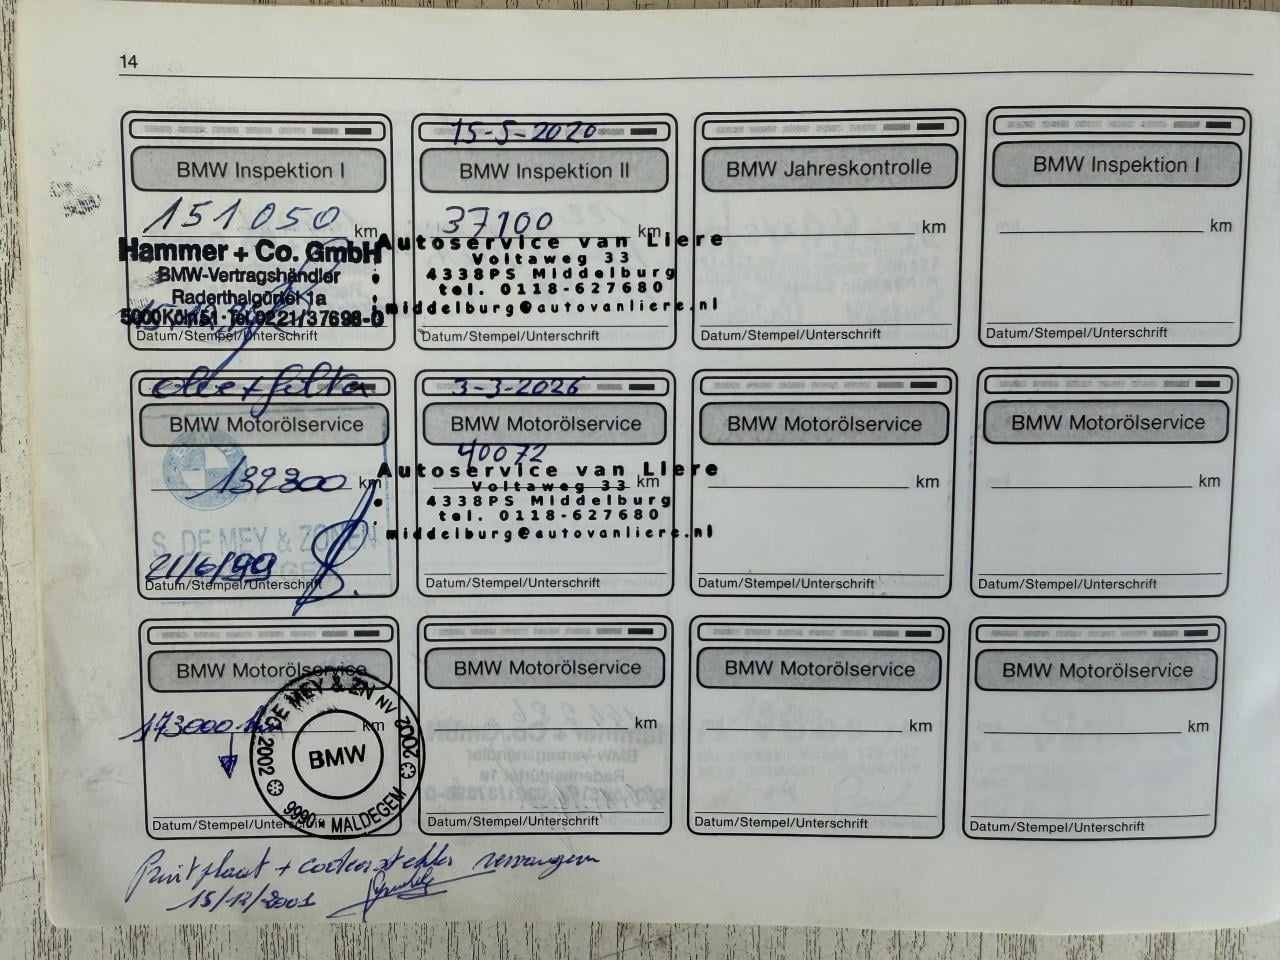 14
BMW Inspektion I
151050 km
Hammer + Co. GmbH
BMW-Vertragshändler
Raderthalgürtel 1a
5000 Köln 51 · Tel. 0221/37698-0
Datum/Stempel/Unterschrift
15-5-2020
BMW Inspektion II
37100 km
Autoservice van Liere
Voltaweg 33
4338PS Middelburg
tel. 0118-627680
middelburg@autovanliere.nl
Datum/Stempel/Unterschrift
BMW Jahreskontrolle
km
Datum/Stempel/Unterschrift
BMW Inspektion I
km
Datum/Stempel/Unterschrift
BMW Motorölservice
km
S. DE MEY & ZONEN
21/6/99
Datum/Stempel/Unterschrift
3-3-2026
BMW Motorölservice
40072
km
Autoservice van Liere
Voltaweg 33
4338PS Middelburg
tel. 0118-627680
middelburg@autovanliere.nl
Datum/Stempel/Unterschrift
BMW Motorölservice
km
Datum/Stempel/Unterschrift
BMW Motorölservice
km
Datum/Stempel/Unterschrift
BMW Motorölservice
173000 km
km
DE MEY & ZN NV
2002 2002
BMW
9990 * MALDEGEM
Datum/Stempel/Unterschrift
BMW Motorölservice
km
Datum/Stempel/Unterschrift
BMW Motorölservice
km
Datum/Stempel/Unterschrift
BMW Motorölservice
km
Datum/Stempel/Unterschrift
+
15/12/2001